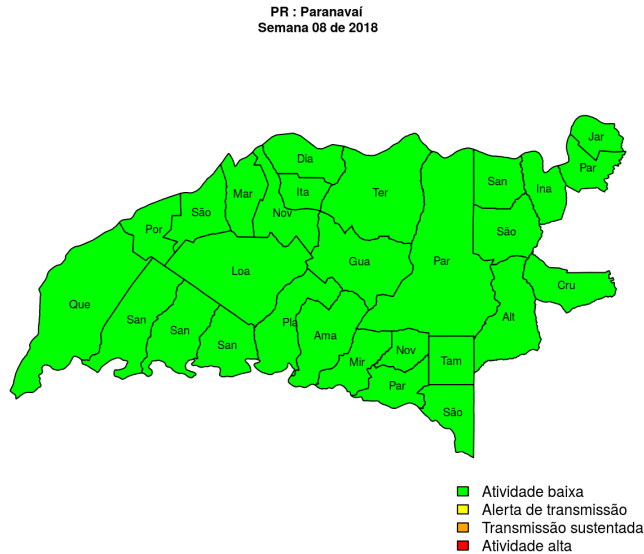 PR : Paranavaí
Semana 08 de 2018
Jar
Par
Dia
Ita
Ter
San
Ina
Mar
São
Nov
Por
São
Loa
Gua
Par
Cru
Que
San
San
San
Pla
Ama
Alt
Mir
Nov
Tam
Par
São
Atividade baixa
Alerta de transmissão
Transmissão sustentada
Atividade alta